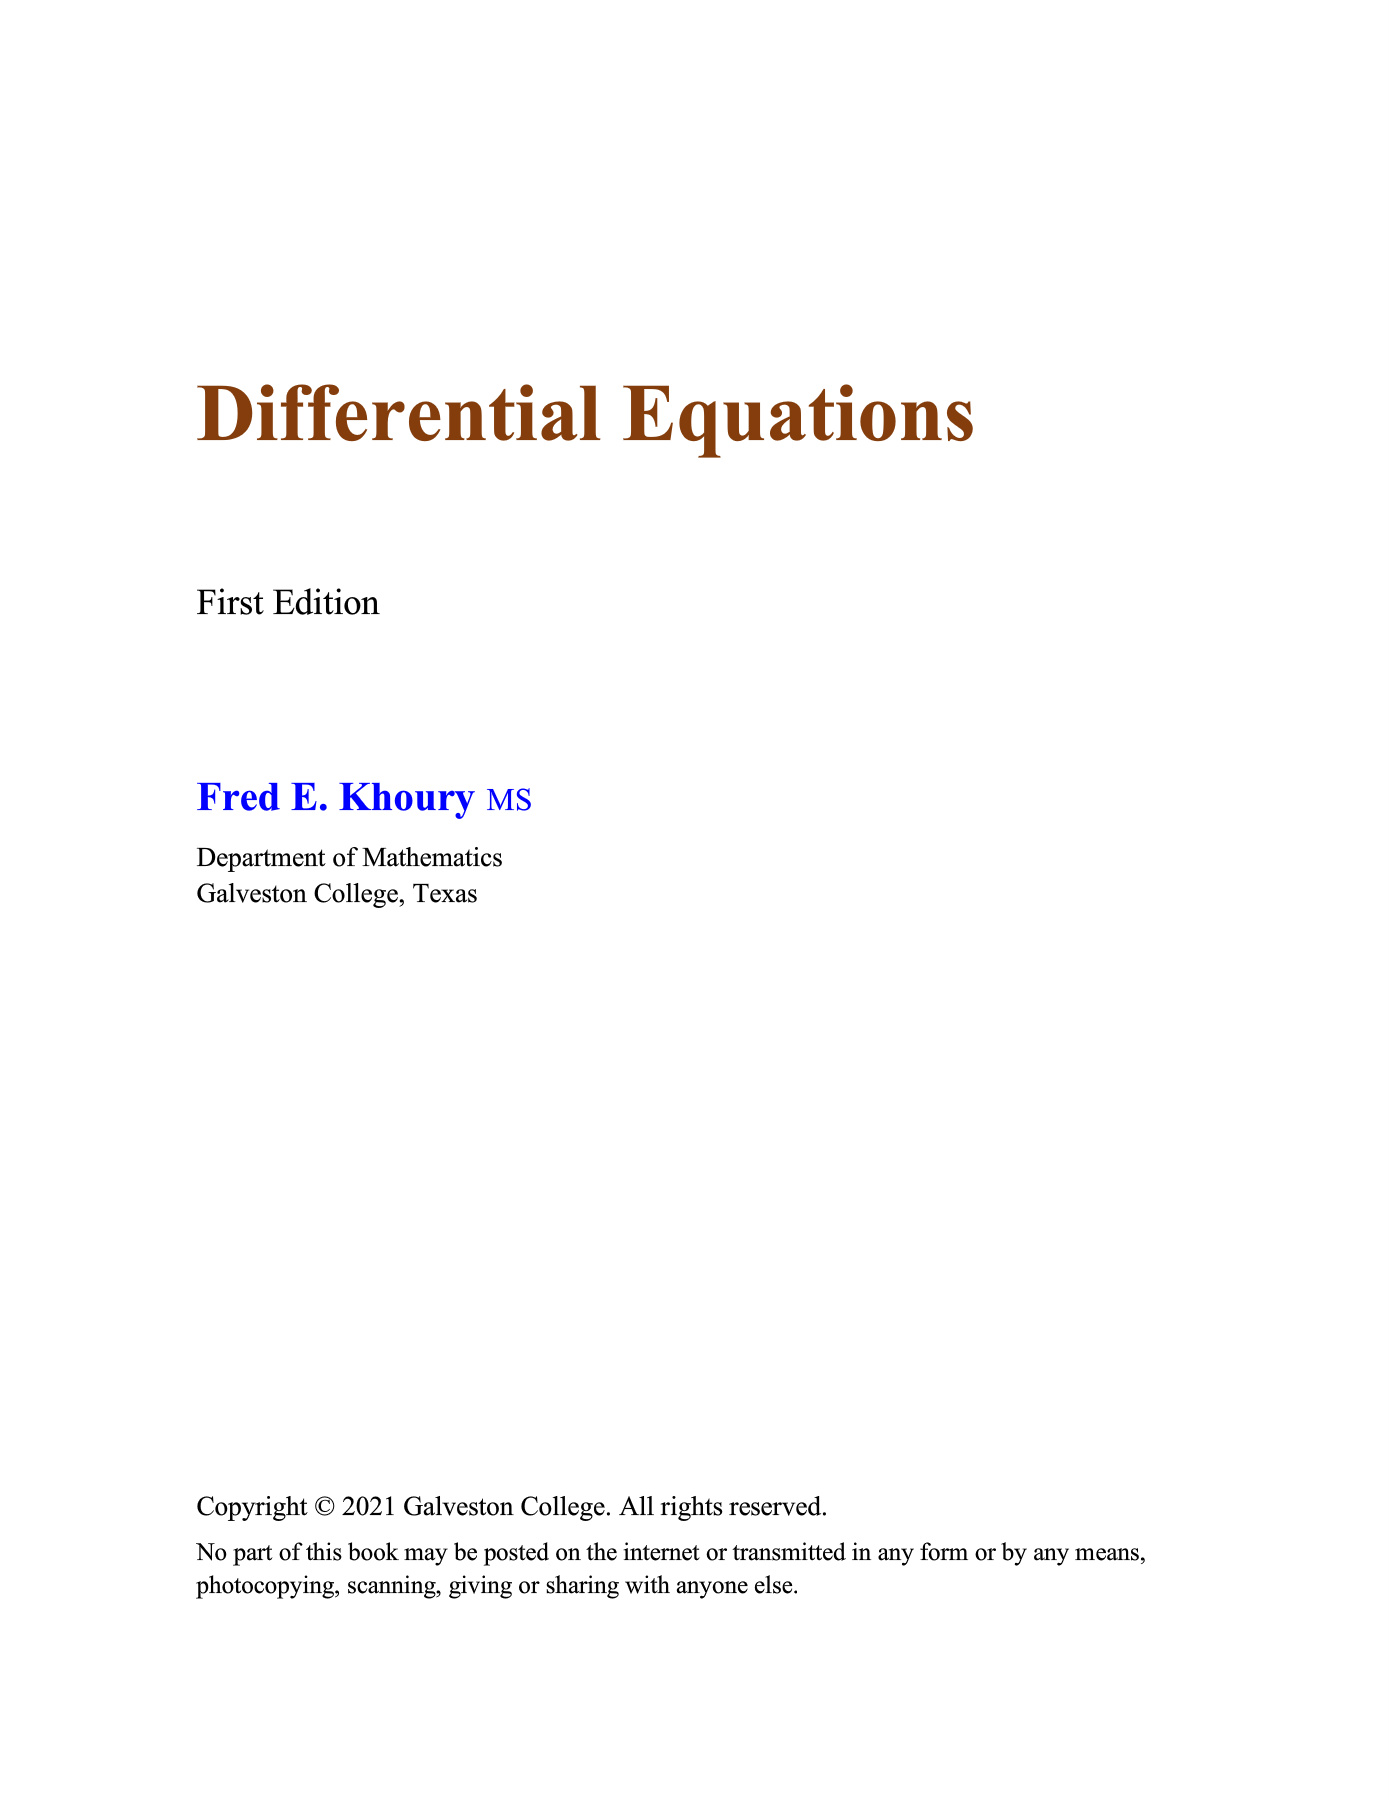 Differential Equations
First Edition
Fred E. Khoury MS
Department of Mathematics
Galveston College, Texas
Copyright © 2021 Galveston College. All rights reserved.
No part of this book may be posted on the internet or transmitted in any form or by any means,
photocopying, scanning, giving or sharing with anyone else.